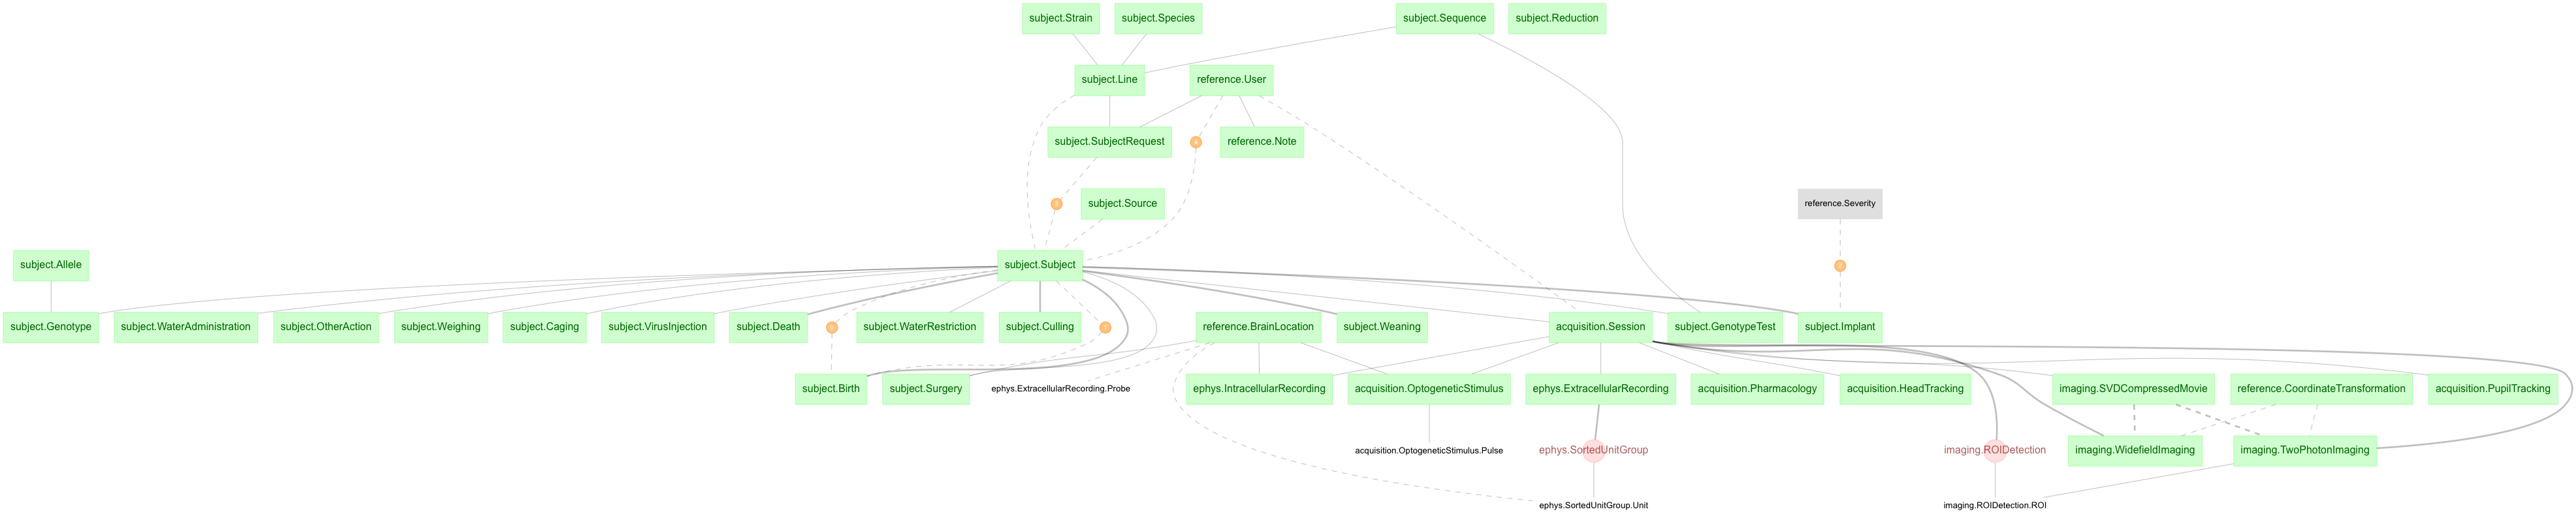 subject.Strain
subject.Species
subject.Sequence
subject.Reduction
subject.Line
reference.User
subject.SubjectRequest
reference.Note
subject.Source
reference.Severity
subject.Allele
subject.Subject
subject.Genotype
subject.WaterAdministration
subject.OtherAction
subject.Weighing
subject.Caging
subject.VirusInjection
subject.Death
subject.WaterRestriction
subject.Culling
reference.BrainLocation
subject.Weaning
acquisition.Session
subject.GenotypeTest
subject.Implant
subject.Birth
subject.Surgery
ephys.ExtracellularRecording.Probe
ephys.IntracellularRecording
acquisition.OptogeneticStimulus
ephys.ExtracellularRecording
acquisition.Pharmacology
acquisition.HeadTracking
imaging.SVDCompressedMovie
reference.CoordinateTransformation
acquisition.PupilTracking
acquisition.OptogeneticStimulus.Pulse
ephys.SortedUnitGroup
imaging.ROIDetection
imaging.WidefieldImaging
imaging.TwoPhotonImaging
ephys.SortedUnitGroup.Unit
imaging.ROIDetection.ROI